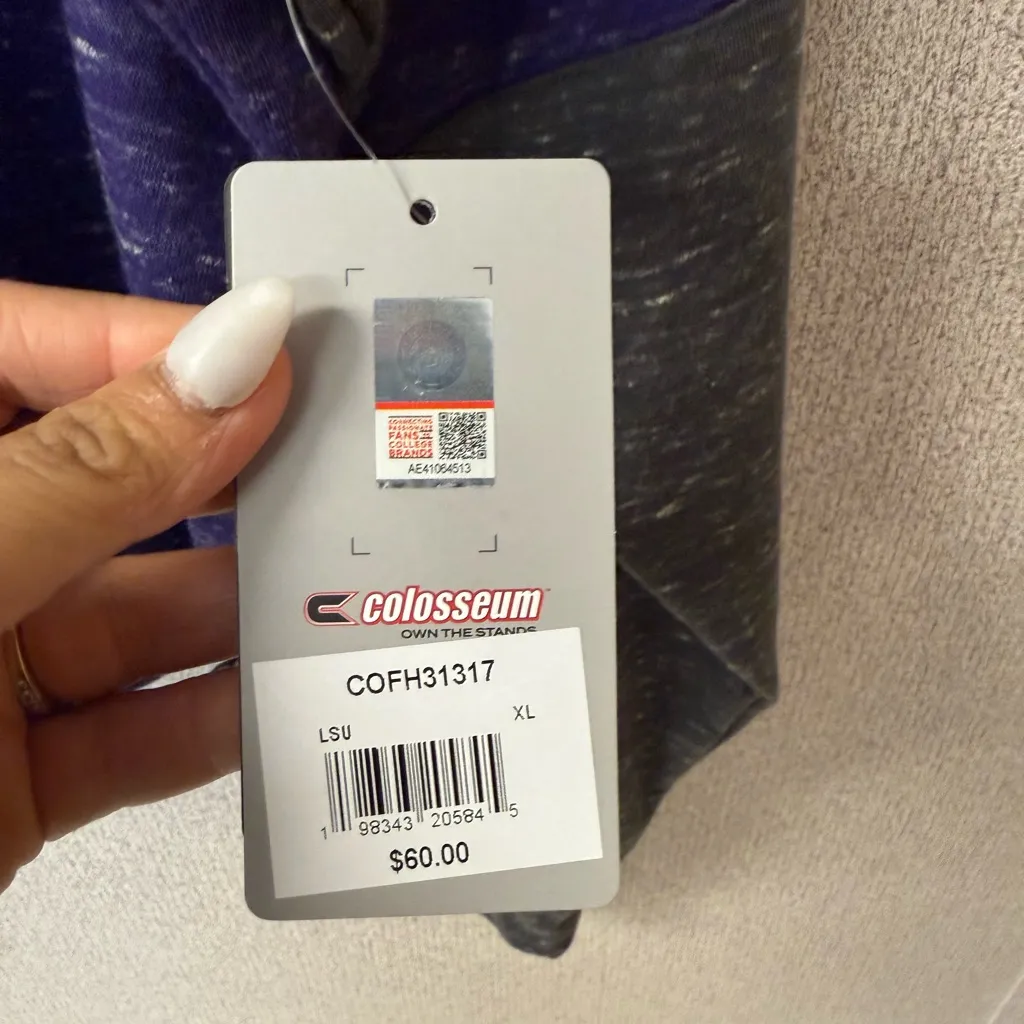 CONNECTING
PASSIONATE
FANS
COLLEGE
BRANDS
AE41064513
colosseum
OWN THE STANDS
COFH31317
XL
LSU
1 98343 20584 5
$60.00